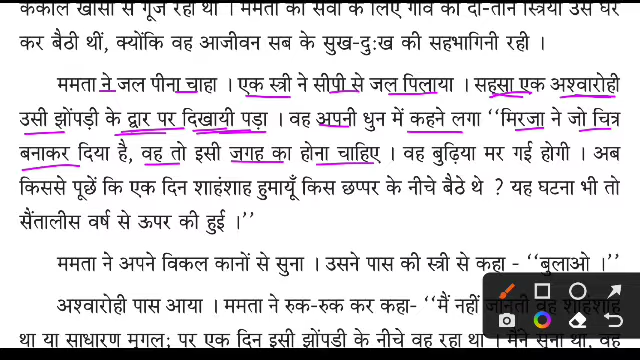 कंकाल खाँसी से गूँज रहा था । ममता की सेवा के लिए गाँव की दो-तीन स्त्रियाँ उसे घेर
कर बैठी थीं, क्योंकि वह आजीवन सब के सुख-दुःख की सहभागिनी रही ।
ममता ने जल पीना चाहा । एक स्त्री ने सीपी से जल पिलाया । सहसा एक अश्वारोही
उसी झोंपड़ी के द्वार पर दिखायी पड़ा । वह अपनी धुन में कहने लगा “मिरजा ने जो चित्र
बनाकर दिया है, वह तो इसी जगह का होना चाहिए । वह बुढ़िया मर गई होगी । अब
किससे पूछें कि एक दिन शाहंशाह हुमायूँ किस छप्पर के नीचे बैठे थे ? यह घटना भी तो
सैंतालीस वर्ष से ऊपर की हुई ।”
ममता ने अपने विकल कानों से सुना । उसने पास की स्त्री से कहा - “बुलाओ ।”
अश्वारोही पास आया । ममता ने रुक-रुक कर कहा- “मैं नहीं जानती वह शाहंशाह
था या साधारण मुगल; पर एक दिन इसी झोंपड़ी के नीचे वह रहा था । मैंने सुना था, वह